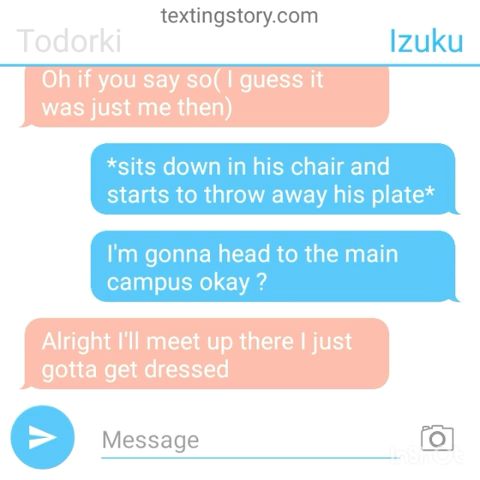 textingstory.com
Todorki
Izuku
Oh if you say so( I guess it
was just me then)
*sits down in his chair and
starts to throw away his plate*
I'm gonna head to the main
campus okay ?
Alright I'll meet up there I just
gotta get dressed
Message